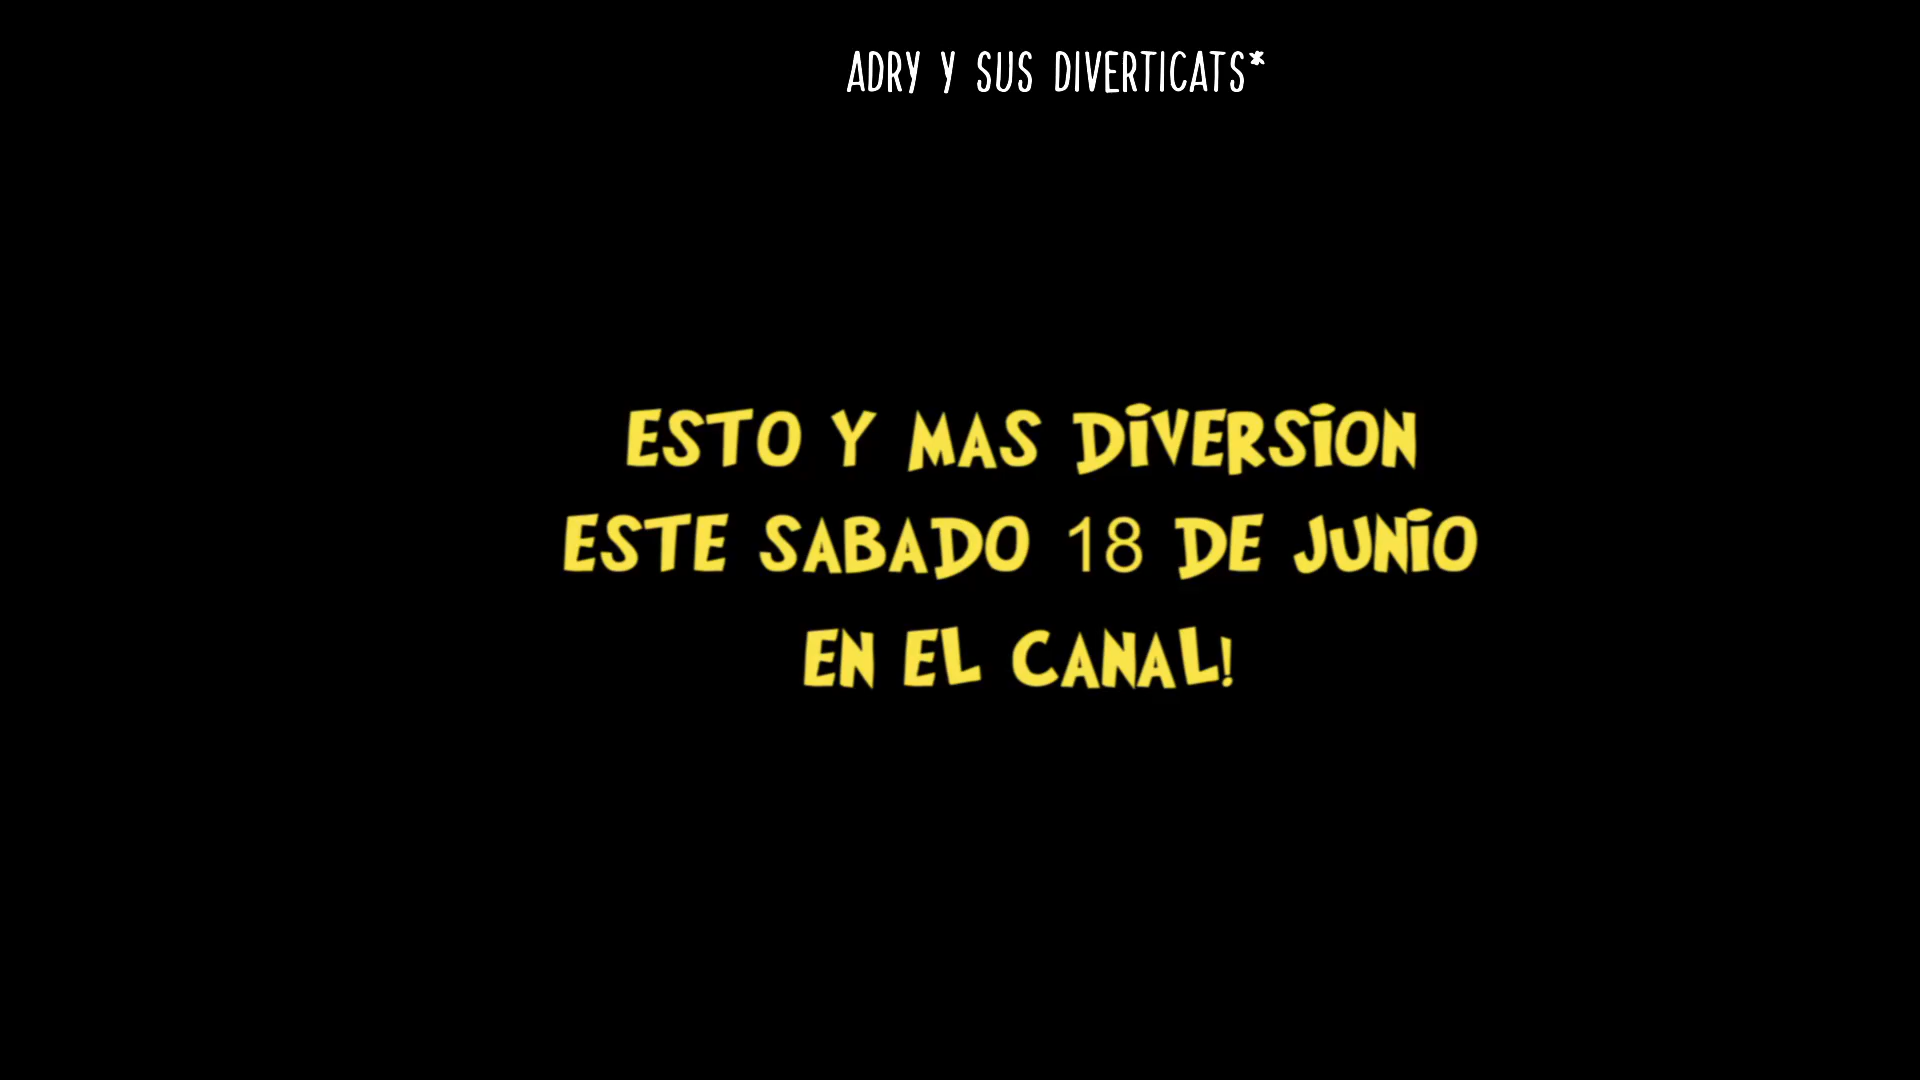 ADRY Y SUS DIVERTICATS*
ESTO Y MAS DIVERSION
ESTE SABADO 18 DE JUNIO
EN EL CANAL!